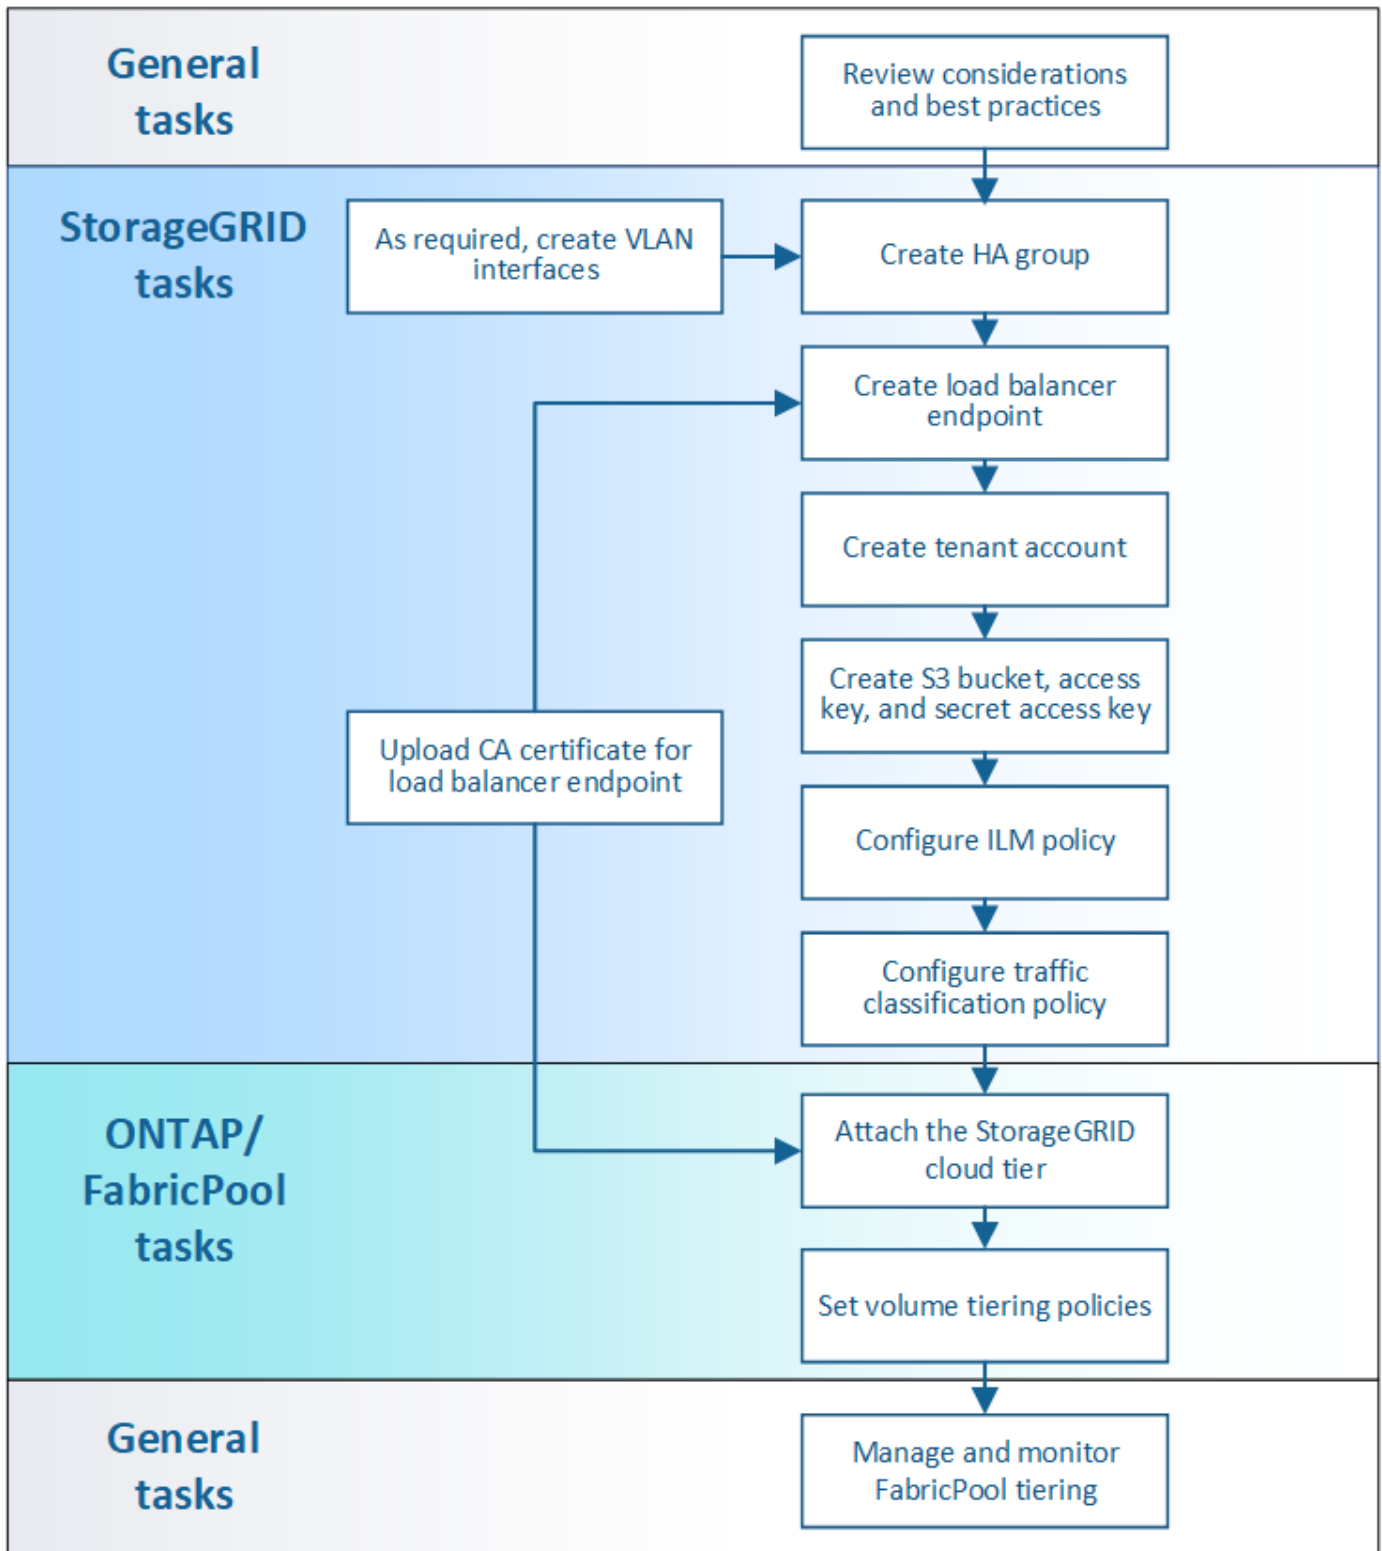 General
tasks
Review considerations
and best practices
StorageGRID
tasks
As required, create VLAN
interfaces
Create HA group
Create load balancer
endpoint
Create tenant account
Create S3 bucket, access
key, and secret access key
Upload CA certificate for
load balancer endpoint
Configure ILM policy
Configure traffic
classification policy
ONTAP/
FabricPool
tasks
Attach the StorageGRID
cloud tier
Set volume tiering policies
General
tasks
Manage and monitor
FabricPool tiering